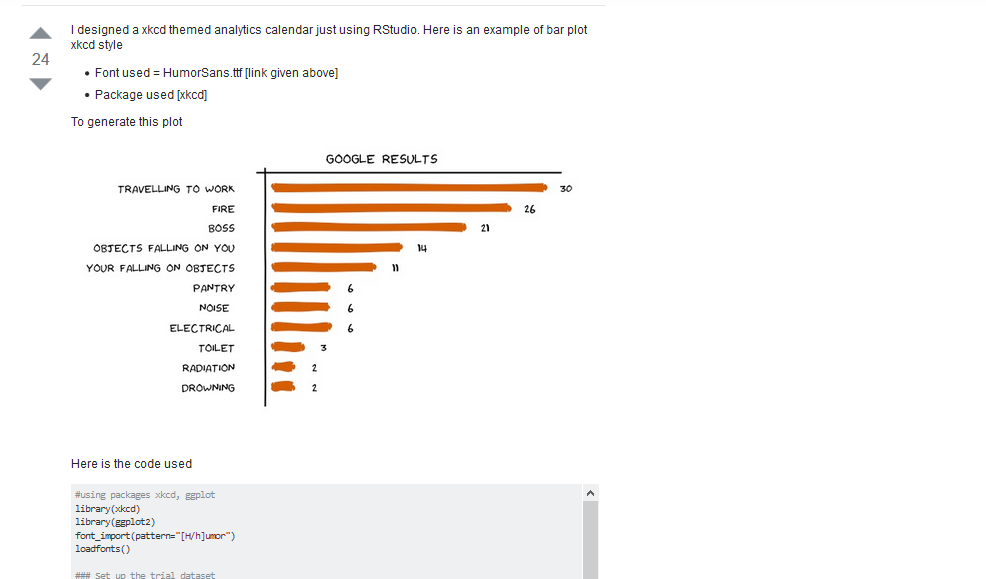 I designed a xkcd themed analytics calendar just using RStudio. Here is an example of bar plot
xkcd style
24
• Font used = HumorSans.ttf [link given above]
• Package used [xkcd]
To generate this plot
GOOGLE RESULTS
TRAVELLING TO WORK 30
FIRE 26
BOSS 21
OBJECTS FALLING ON YOU 14
YOUR FALLING ON OBJECTS 11
PANTRY 6
NOISE 6
ELECTRICAL 6
TOILET 3
RADIATION 2
DROWNING 2
Here is the code used
#using packages xkcd, ggplot
library(xkcd)
library(ggplot2)
font_import(pattern="[H/h]umor")
loadfonts()
### Set up the trial dataset